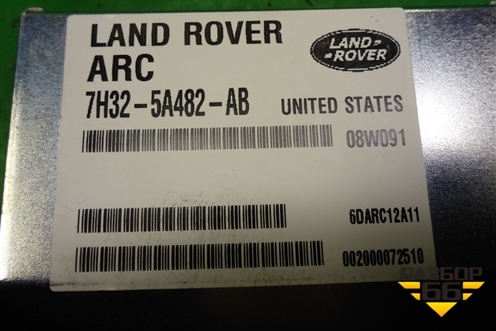 LAND ROVER
LAND-
-ROVER
ARC
7H32-5A482-AB UNITED STATES
08W091
6DARC12A11
002000072510
РАЗБОР
66